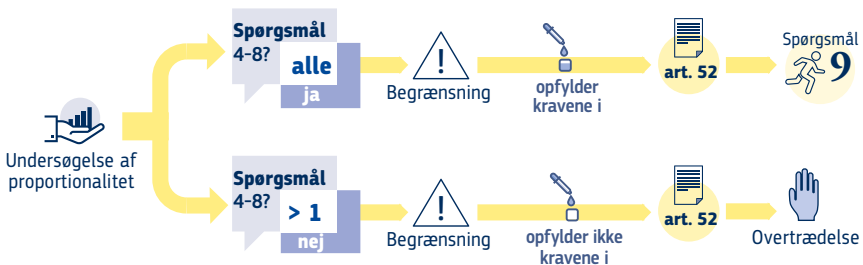 Undersøgelse af
proportionalitet
Spørgsmål
4-8?
alle
ja
Begrænsning
opfylder
kravene i
art. 52
Spørgsmål
9
Spørgsmål
4-8?
> 1
nej
Begrænsning
opfylder ikke
kravene i
art. 52
Overtrædelse